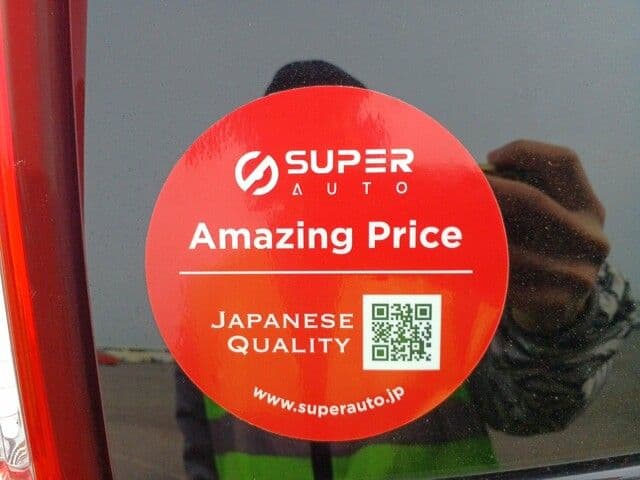 SUPER
AUTO
Amazing Price
JAPANESE
QUALITY
www.superauto.jp